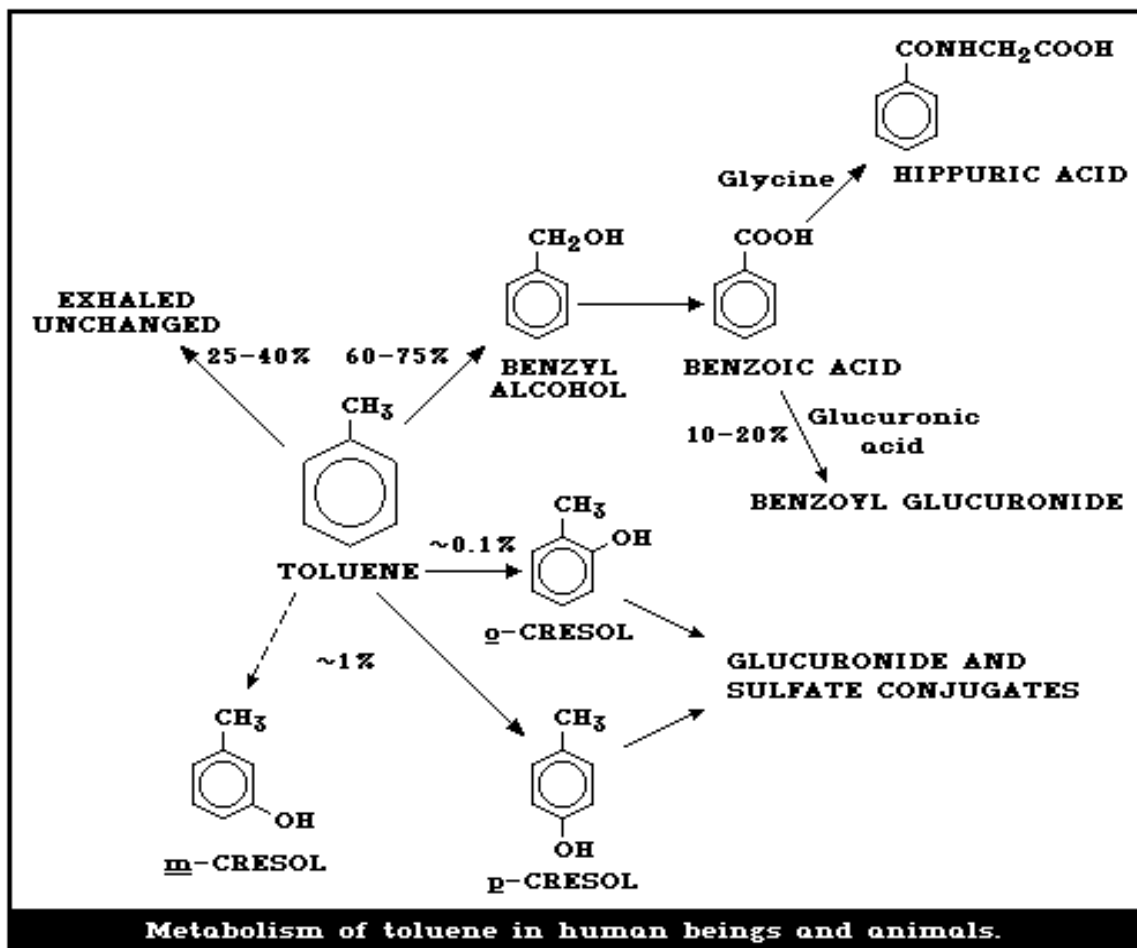 CONHCH₂COOH
Glycine
HIPPURIC ACID
CH₂OH
COOH
EXHALED
UNCHANGED
25-40%
60-75%
BENZYL
ALCOHOL
BENZOIC ACID
CH₃
10-20%
Glucuronic
acid
BENZOYL GLUCURONIDE
CH₃
OH
~0.1%
TOLUENE
o-CRESOL
~1%
GLUCURONIDE AND
SULFATE CONJUGATES
CH₃
OH
m-CRESOL
CH₃
OH
p-CRESOL
Metabolism of toluene in human beings and animals.